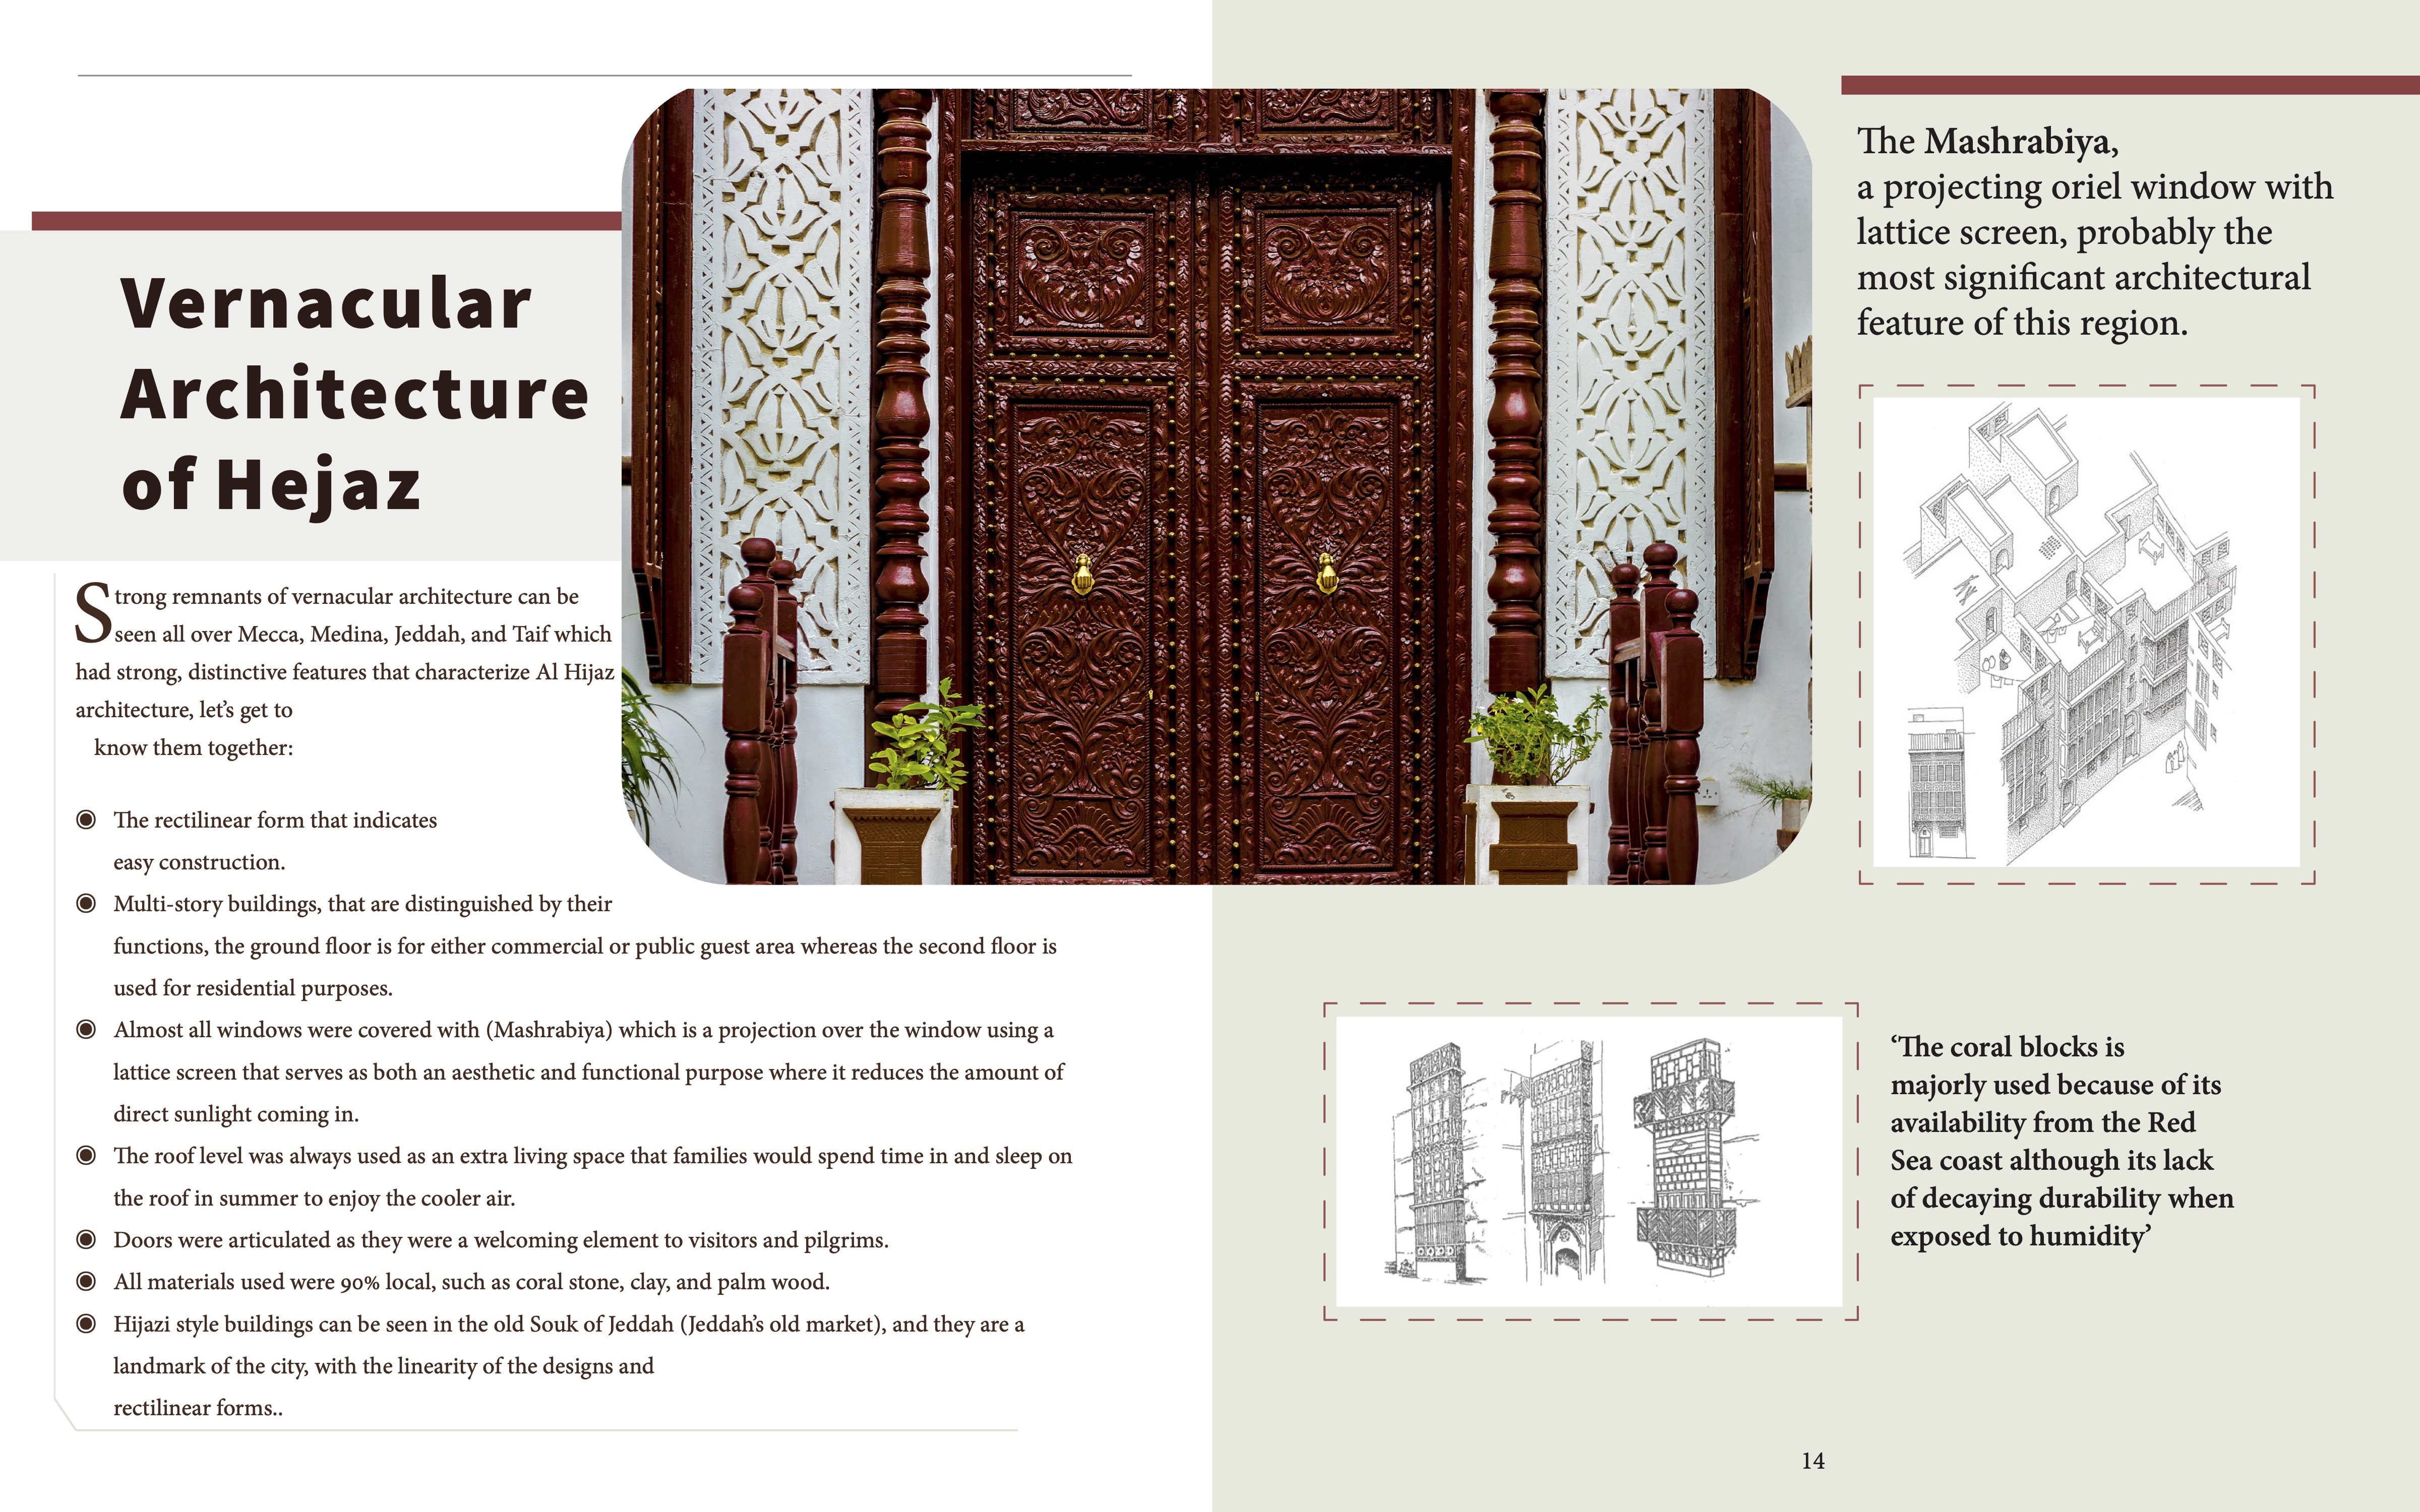 Vernacular
Architecture
of Hejaz
Strong remnants of vernacular architecture can be
seen all over Mecca, Medina, Jeddah, and Taif which
had strong, distinctive features that characterize Al Hijaz
architecture, let’s get to
know them together:
◉ The rectilinear form that indicates
easy construction.
◉ Multi-story buildings, that are distinguished by their
functions, the ground floor is for either commercial or public guest area whereas the second floor is
used for residential purposes.
◉ Almost all windows were covered with (Mashrabiya) which is a projection over the window using a
lattice screen that serves as both an aesthetic and functional purpose where it reduces the amount of
direct sunlight coming in.
◉ The roof level was always used as an extra living space that families would spend time in and sleep on
the roof in summer to enjoy the cooler air.
◉ Doors were articulated as they were a welcoming element to visitors and pilgrims.
◉ All materials used were 90% local, such as coral stone, clay, and palm wood.
◉ Hijazi style buildings can be seen in the old Souk of Jeddah (Jeddah’s old market), and they are a
landmark of the city, with the linearity of the designs and
rectilinear forms..
The Mashrabiya,
a projecting oriel window with
lattice screen, probably the
most significant architectural
feature of this region.
‘The coral blocks is
majorly used because of its
availability from the Red
Sea coast although its lack
of decaying durability when
exposed to humidity’
14